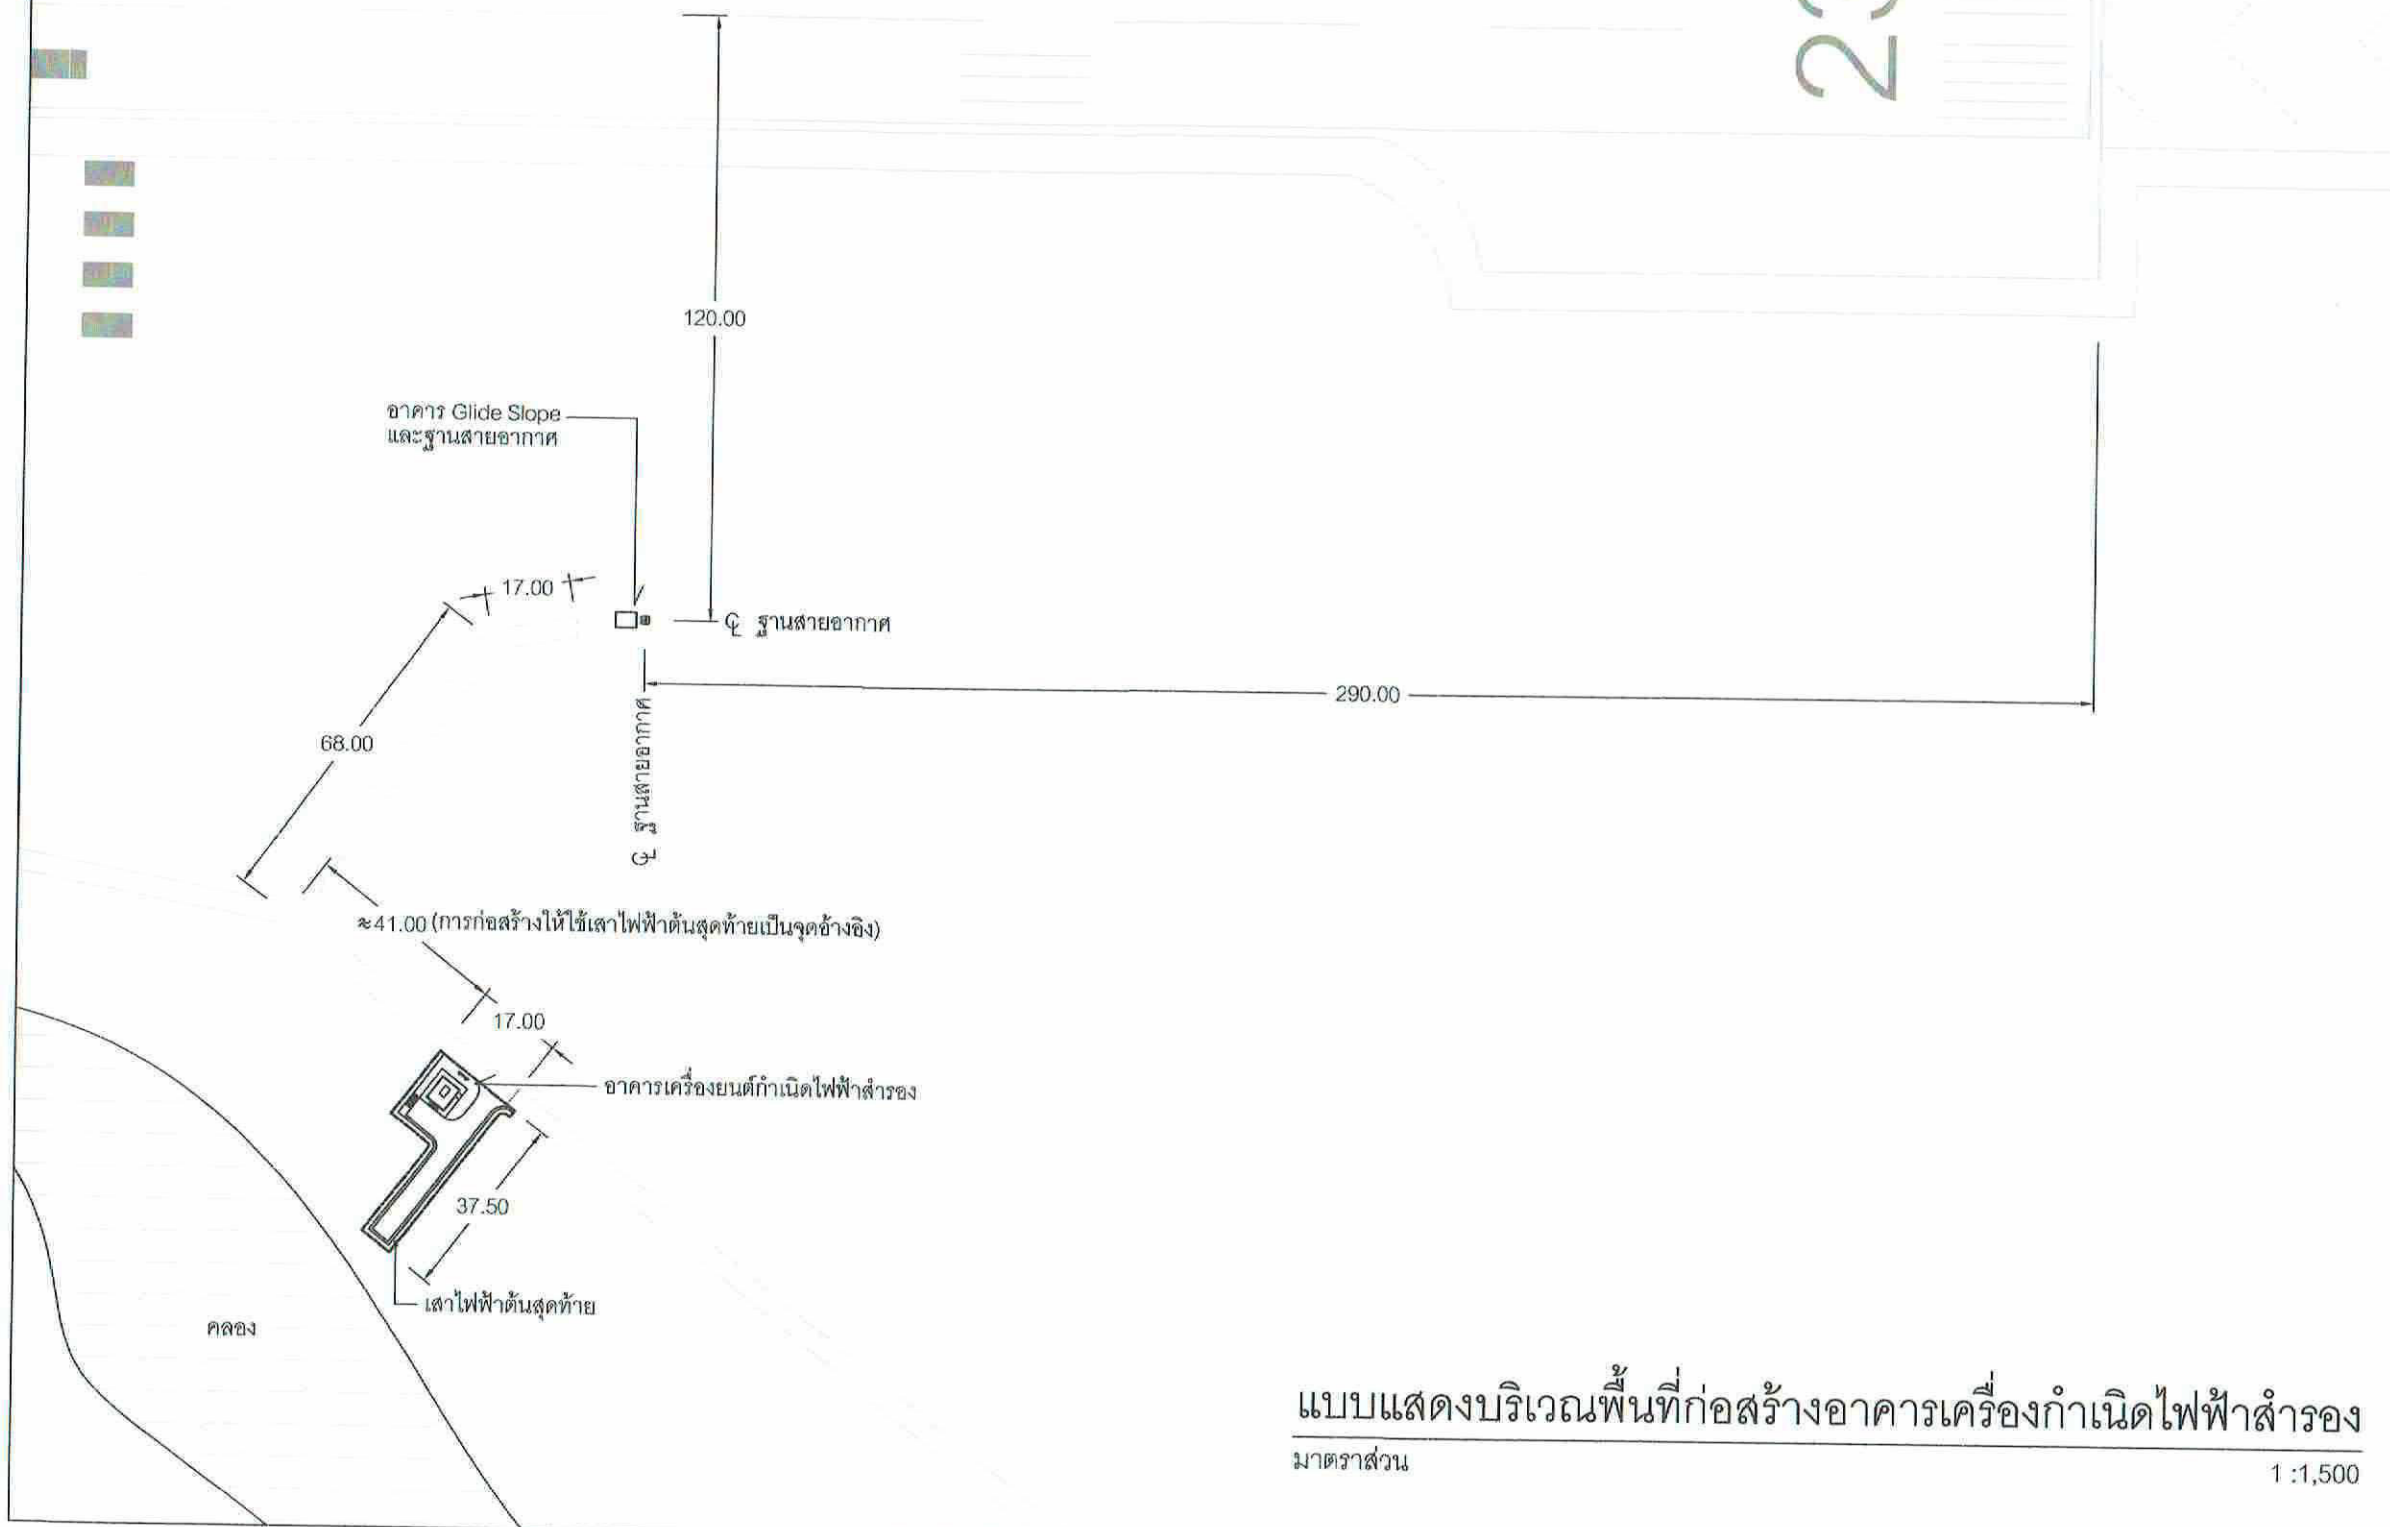 23
120.00
อาคาร Glide Slope
และฐานสายอากาศ
17.00
℄ ฐานสายอากาศ
290.00
68.00
℄ ฐานสายอากาศ
≈41.00 (การก่อสร้างให้ใช้เสาไฟฟ้าต้นสุดท้ายเป็นจุดอ้างอิง)
17.00
อาคารเครื่องยนต์กำเนิดไฟฟ้าสำรอง
37.50
เสาไฟฟ้าต้นสุดท้าย
คลอง
แบบแสดงบริเวณพื้นที่ก่อสร้างอาคารเครื่องกำเนิดไฟฟ้าสำรอง
มาตราส่วน 1 :1,500